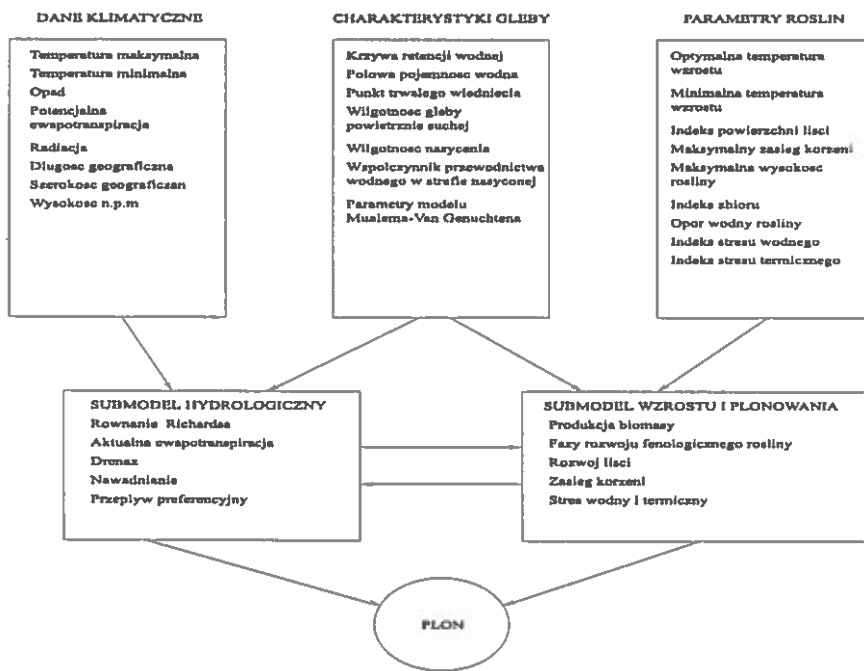 DANE KLIMATYCZNE
Temperatura maksymalna
Temperatura minimalna
Opad
Potencjalna
ewapotranspiracja
Radiacja
Dlugosc geograficzna
Szerokosc geograficzan
Wysokosc n.p.m
CHARAKTERYSTYKI GLEBY
Krzywa retencji wodnej
Polowa pojemnosc wodna
Punkt trwalego wiedniecia
Wilgotnosc gleby
powietrznie suchej
Wilgotnosc nasycenia
Wspolczynnik przewodnictwa
wodnego w strefie nasyconej
Parametry modelu
Mualema-Van Genuchtena
PARAMETRY ROSLIN
Optymalna temperatura
wzrostu
Minimalna temperatura
wzrostu
Indeks powierzchni lisci
Maksymalny zasieg korzeni
Maksymalna wysokosc
rosliny
Indeks zbioru
Opor wodny rosliny
Indeks stresu wodnego
Indeks stresu termicznego
SUBMODEL HYDROLOGICZNY
Rownanie Richardsa
Aktualna ewapotranspiracja
Drenaz
Nawadnianie
Przeplyw preferencyjny
SUBMODEL WZROSTU I PLONOWANIA
Produkcja biomasy
Fazy rozwoju fenologicznego rosliny
Rozwoj lisci
Zasieg korzeni
Stres wodny i termiczny
PLON